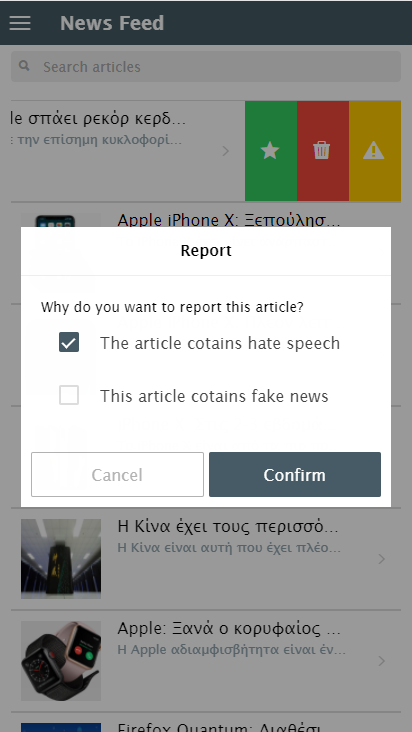 News Feed
Search articles
le σπάει ρεκόρ κερδ...
ε την επίσημη κυκλοφορί...
Apple iPhone X: Ξεπούλησ...
Report
Why do you want to report this article?
The article cotains hate speech
This article cotains fake news
Cancel
Confirm
Η Κίνα έχει τους περισσό...
Η Κίνα είναι αυτή που έχει πλέο...
Apple: Ξανά ο κορυφαίος ...
Η Apple αδιαμφισβήτητα είναι έν...
Firefox Quantum: Διαθέσι...